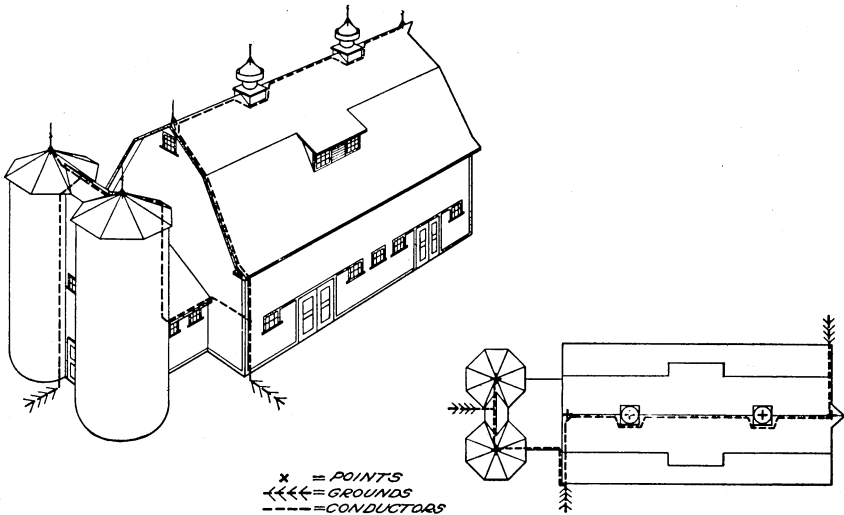 x = POINTS
= GROUNDS
= CONDUCTORS